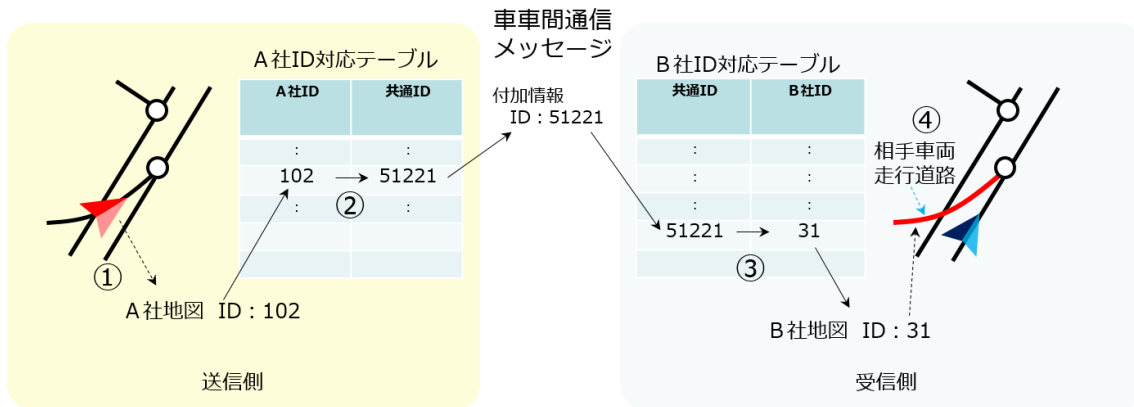 車車間通信
メッセージ
Ａ社ID対応テーブル
Ａ社ID 共通ID
： ：
102 51221
②
： ：
①
Ａ社地図 ID：102
送信側
付加情報
ID：51221
Ｂ社ID対応テーブル
共通ID Ｂ社ID
： ：
： ：
： ：
51221 31
③
④
相手車両
走行道路
Ｂ社地図 ID：31
受信側